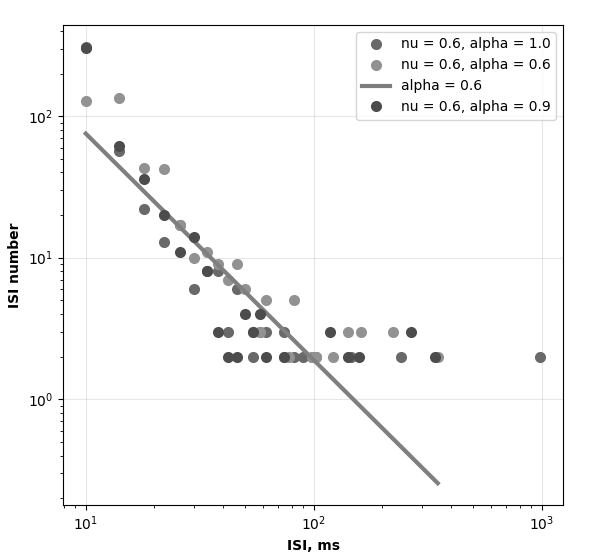 nu = 0.6, alpha = 1.0
nu = 0.6, alpha = 0.6
alpha = 0.6
nu = 0.6, alpha = 0.9
10²
10¹
10⁰
ISI number
10¹ 10² 10³
ISI, ms